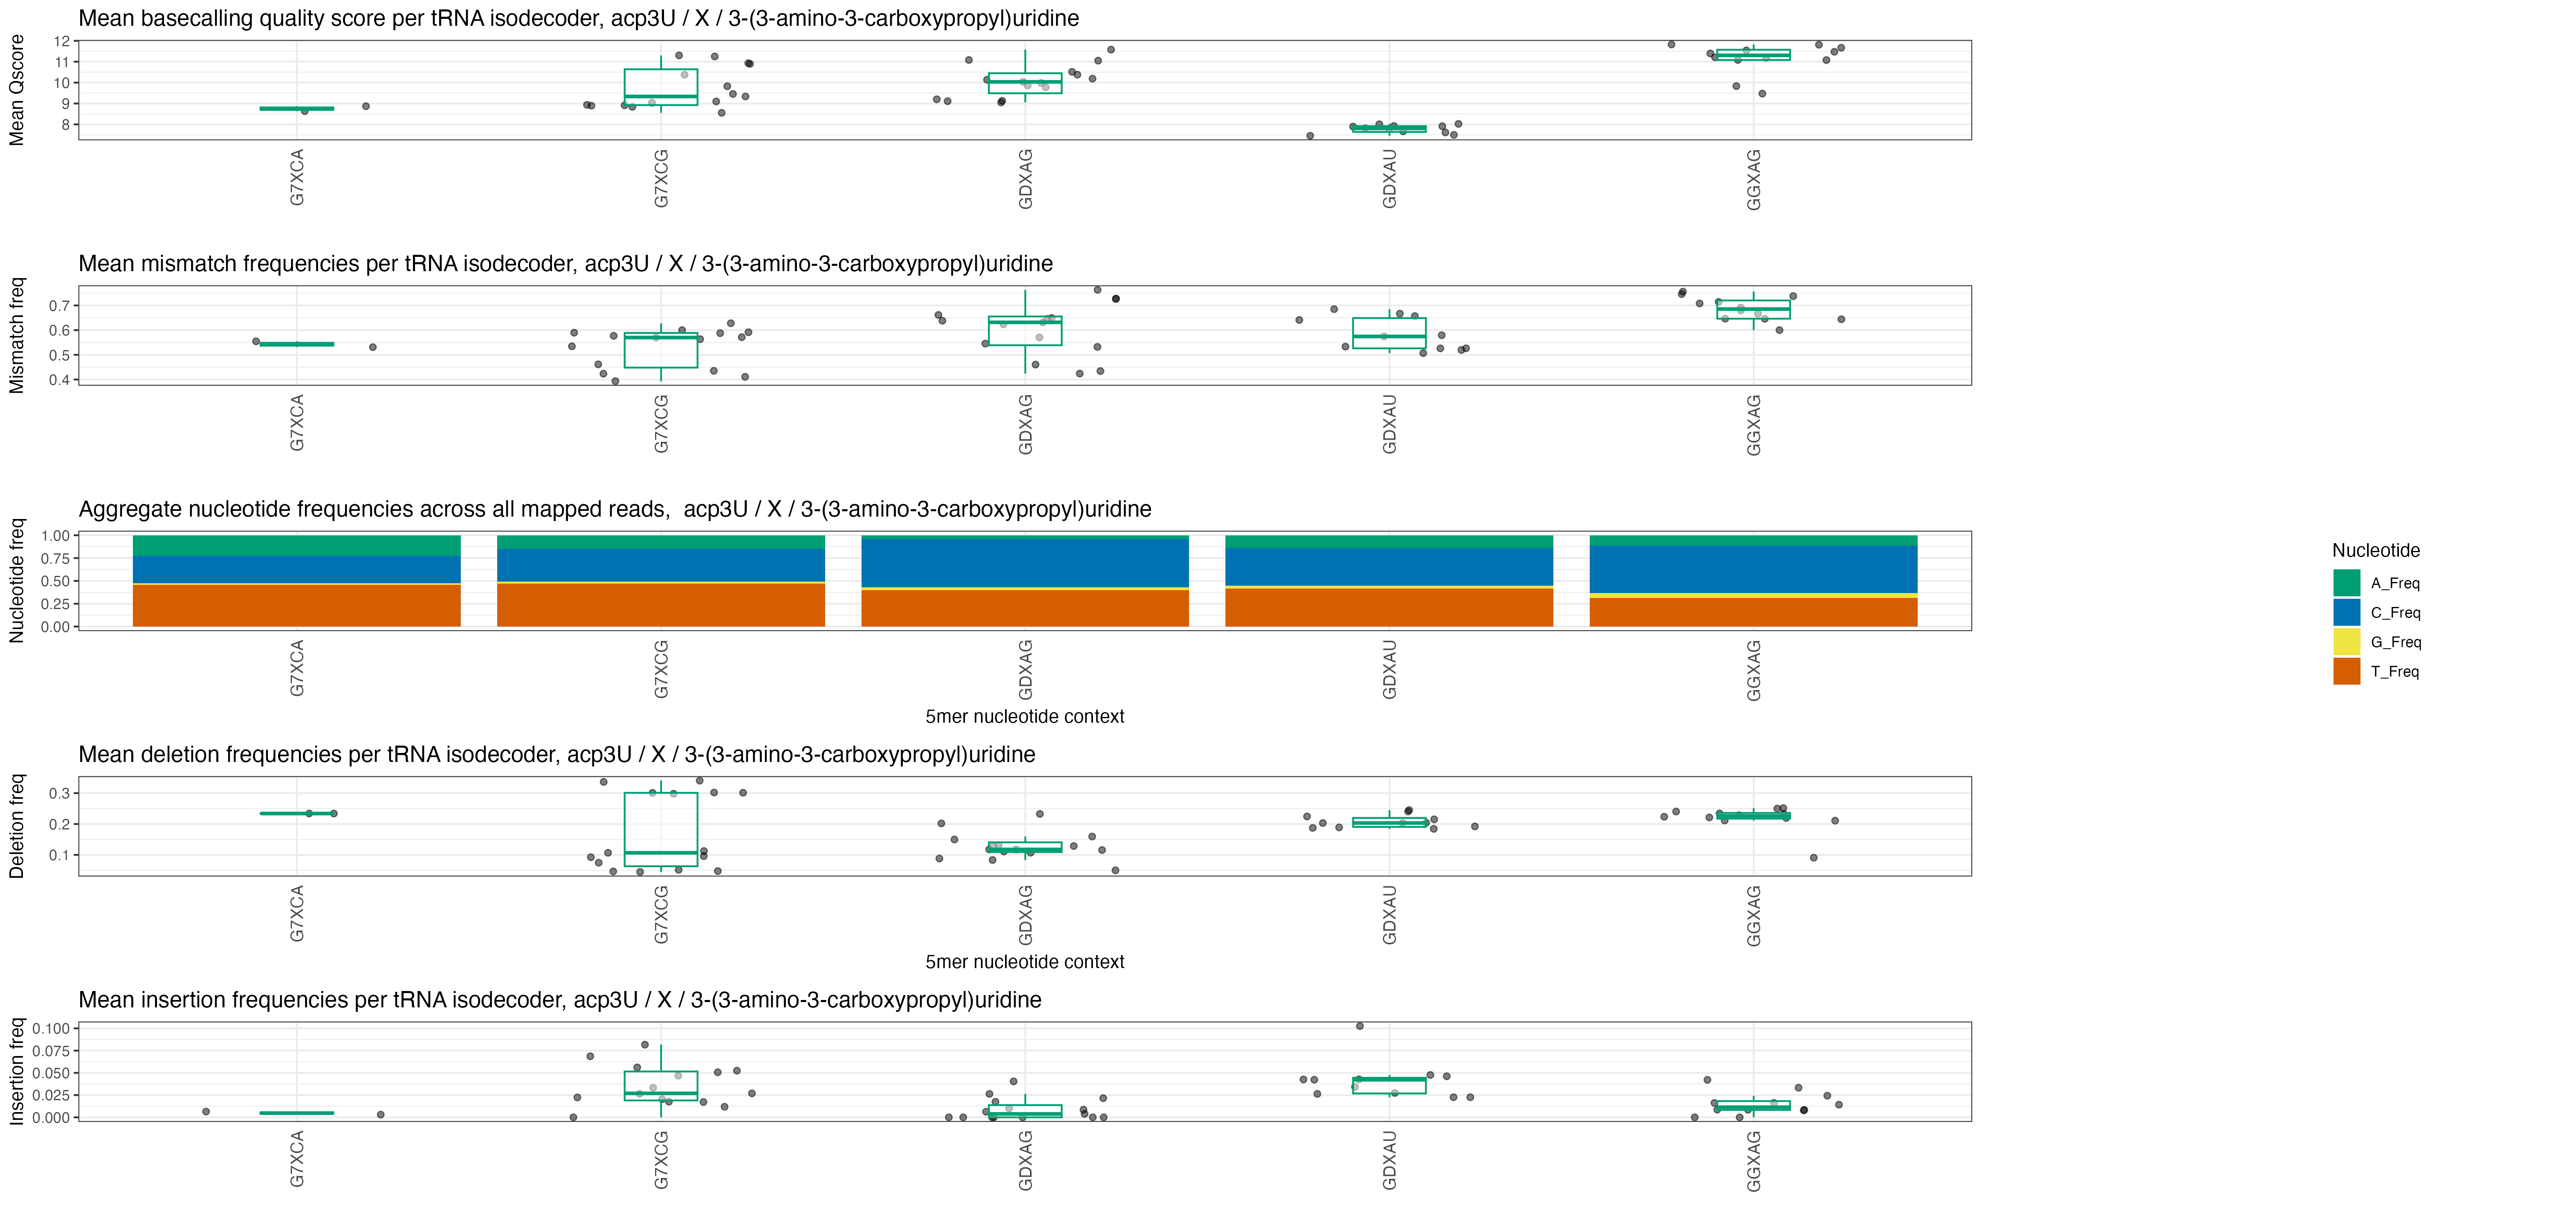 Mean basecalling quality score per tRNA isodecoder, acp3U / X / 3-(3-amino-3-carboxypropyl)uridine
Mean Qscore
12
11
10
9
8
G7XCA
G7XCG
GDXAG
GDXAU
GGXAG
Mean mismatch frequencies per tRNA isodecoder, acp3U / X / 3-(3-amino-3-carboxypropyl)uridine
Mismatch freq
0.7
0.6
0.5
0.4
G7XCA
G7XCG
GDXAG
GDXAU
GGXAG
Aggregate nucleotide frequencies across all mapped reads,  acp3U / X / 3-(3-amino-3-carboxypropyl)uridine
Nucleotide freq
1.00
0.75
0.50
0.25
0.00
G7XCA
G7XCG
GDXAG
GDXAU
GGXAG
5mer nucleotide context
Nucleotide
A_Freq
C_Freq
G_Freq
T_Freq
Mean deletion frequencies per tRNA isodecoder, acp3U / X / 3-(3-amino-3-carboxypropyl)uridine
Deletion freq
0.3
0.2
0.1
G7XCA
G7XCG
GDXAG
GDXAU
GGXAG
5mer nucleotide context
Mean insertion frequencies per tRNA isodecoder, acp3U / X / 3-(3-amino-3-carboxypropyl)uridine
Insertion freq
0.100
0.075
0.050
0.025
0.000
G7XCA
G7XCG
GDXAG
GDXAU
GGXAG